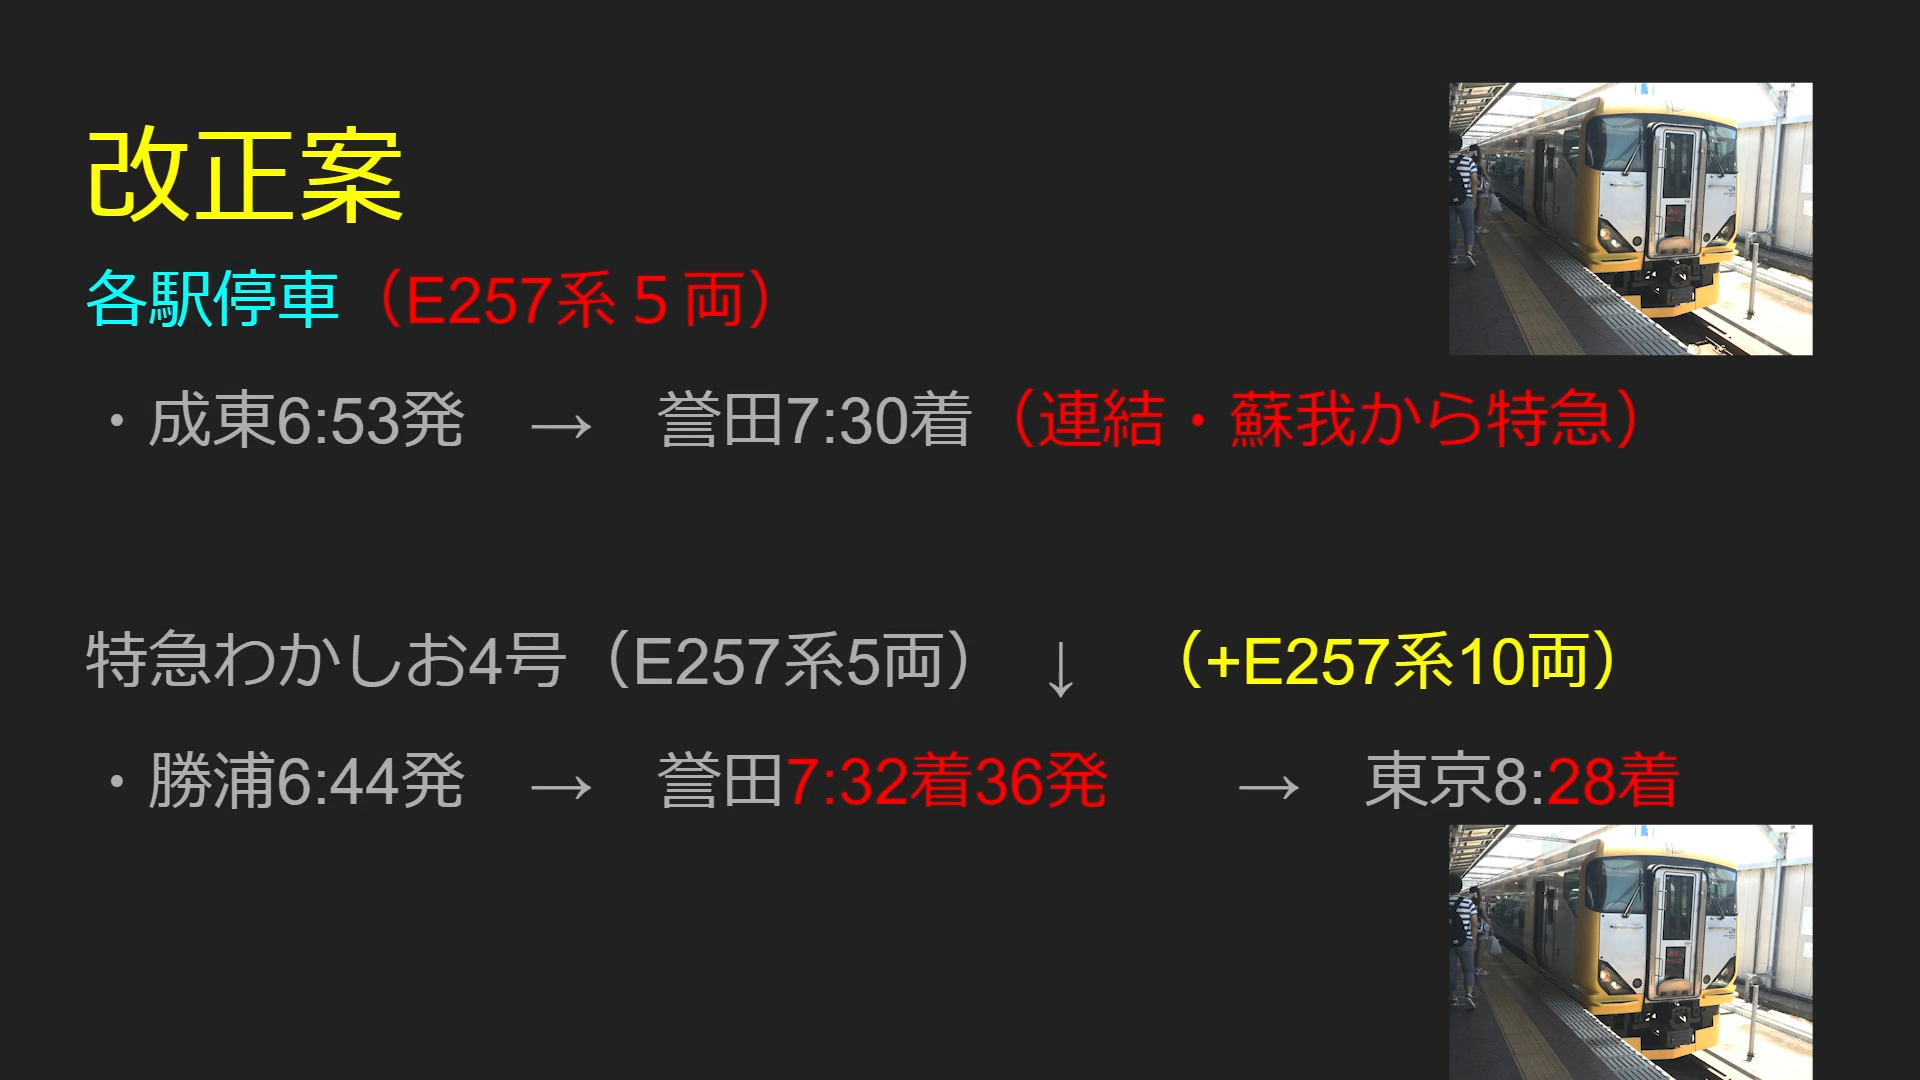 改正案
各駅停車（E257系５両）
・成東6:53発　→　誉田7:30着（連結・蘇我から特急）
特急わかしお4号（E257系5両）　↓　（+E257系10両）
・勝浦6:44発　→　誉田7:32着36発　　→　東京8:28着